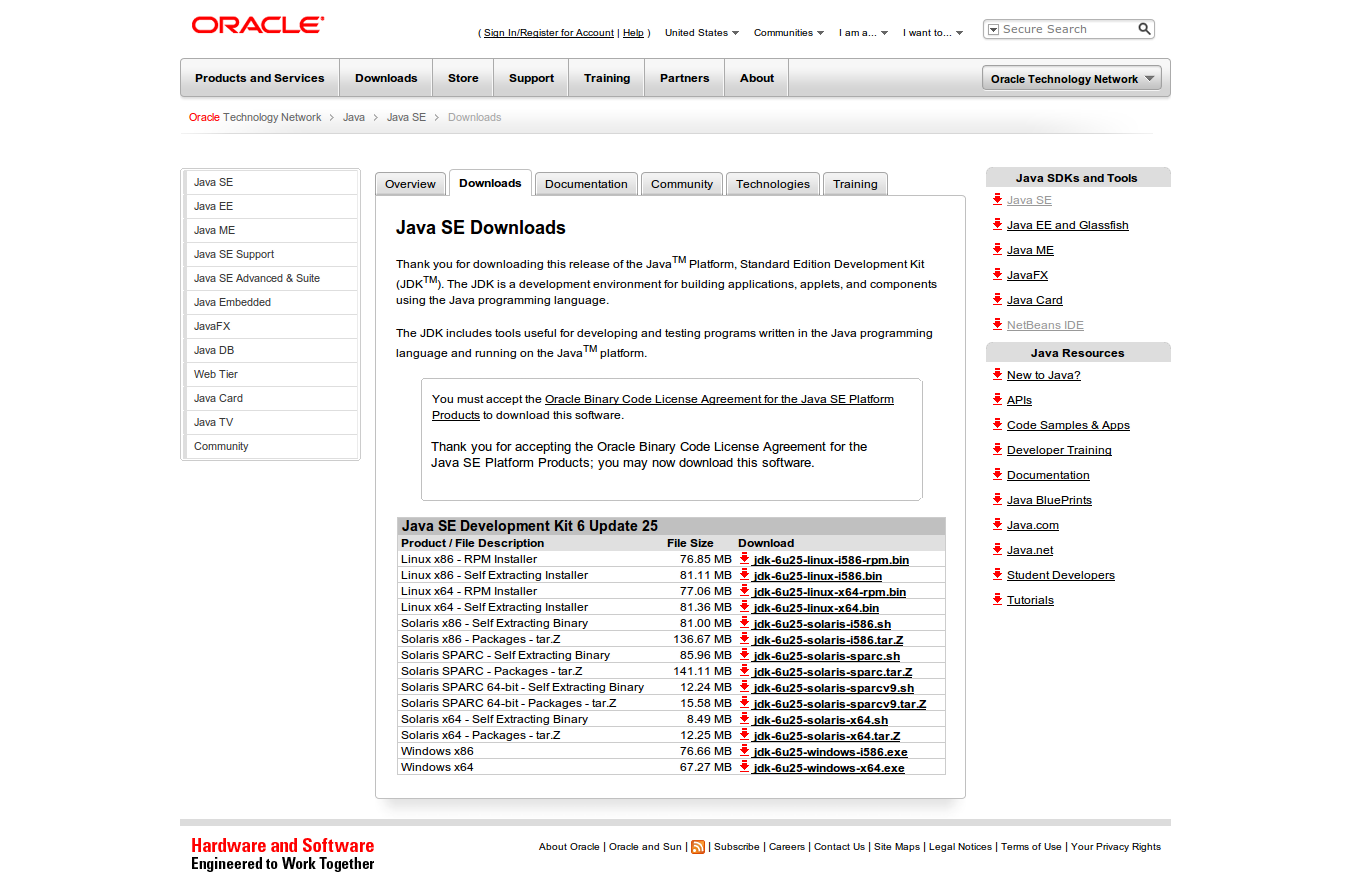 ORACLE
( Sign In/Register for Account | Help ) United States Communities I am a... I want to... Secure Search
Products and Services Downloads Store Support Training Partners About Oracle Technology Network
Oracle Technology Network > Java > Java SE > Downloads
Java SE
Java EE
Java ME
Java SE Support
Java SE Advanced & Suite
Java Embedded
JavaFX
Java DB
Web Tier
Java Card
Java TV
Community
Overview Downloads Documentation Community Technologies Training
Java SE Downloads
Thank you for downloading this release of the Java™ Platform, Standard Edition Development Kit
(JDK™). The JDK is a development environment for building applications, applets, and components
using the Java programming language.
The JDK includes tools useful for developing and testing programs written in the Java programming
language and running on the Java™ platform.
You must accept the Oracle Binary Code License Agreement for the Java SE Platform
Products to download this software.
Thank you for accepting the Oracle Binary Code License Agreement for the
Java SE Platform Products; you may now download this software.
Java SE Development Kit 6 Update 25
Product / File Description File Size Download
Linux x86 - RPM Installer 76.85 MB jdk-6u25-linux-i586-rpm.bin
Linux x86 - Self Extracting Installer 81.11 MB jdk-6u25-linux-i586.bin
Linux x64 - RPM Installer 77.06 MB jdk-6u25-linux-x64-rpm.bin
Linux x64 - Self Extracting Installer 81.36 MB jdk-6u25-linux-x64.bin
Solaris x86 - Self Extracting Binary 81.00 MB jdk-6u25-solaris-i586.sh
Solaris x86 - Packages - tar.Z 136.67 MB jdk-6u25-solaris-i586.tar.Z
Solaris SPARC - Self Extracting Binary 85.96 MB jdk-6u25-solaris-sparc.sh
Solaris SPARC - Packages - tar.Z 141.11 MB jdk-6u25-solaris-sparc.tar.Z
Solaris SPARC 64-bit - Self Extracting Binary 12.24 MB jdk-6u25-solaris-sparcv9.sh
Solaris SPARC 64-bit - Packages - tar.Z 15.58 MB jdk-6u25-solaris-sparcv9.tar.Z
Solaris x64 - Self Extracting Binary 8.49 MB jdk-6u25-solaris-x64.sh
Solaris x64 - Packages - tar.Z 12.25 MB jdk-6u25-solaris-x64.tar.Z
Windows x86 76.66 MB jdk-6u25-windows-i586.exe
Windows x64 67.27 MB jdk-6u25-windows-x64.exe
Java SDKs and Tools
Java SE
Java EE and Glassfish
Java ME
JavaFX
Java Card
NetBeans IDE
Java Resources
New to Java?
APIs
Code Samples & Apps
Developer Training
Documentation
Java BluePrints
Java.com
Java.net
Student Developers
Tutorials
Hardware and Software
Engineered to Work Together
About Oracle | Oracle and Sun | | Subscribe | Careers | Contact Us | Site Maps | Legal Notices | Terms of Use | Your Privacy Rights